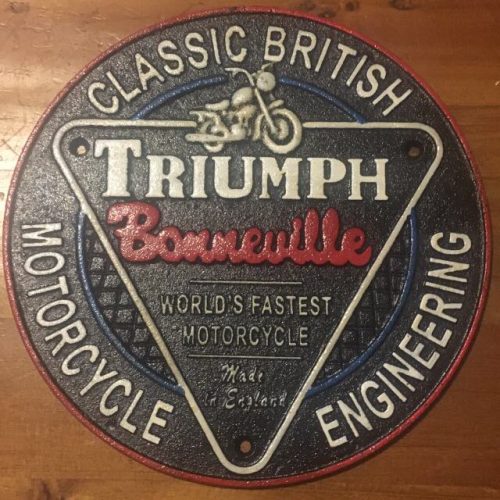 CLASSIC BRITISH
TRIUMPH
Bonneville
WORLD'S FASTEST
MOTORCYCLE
Made
in England
MOTORCYCLE
ENGINEERING